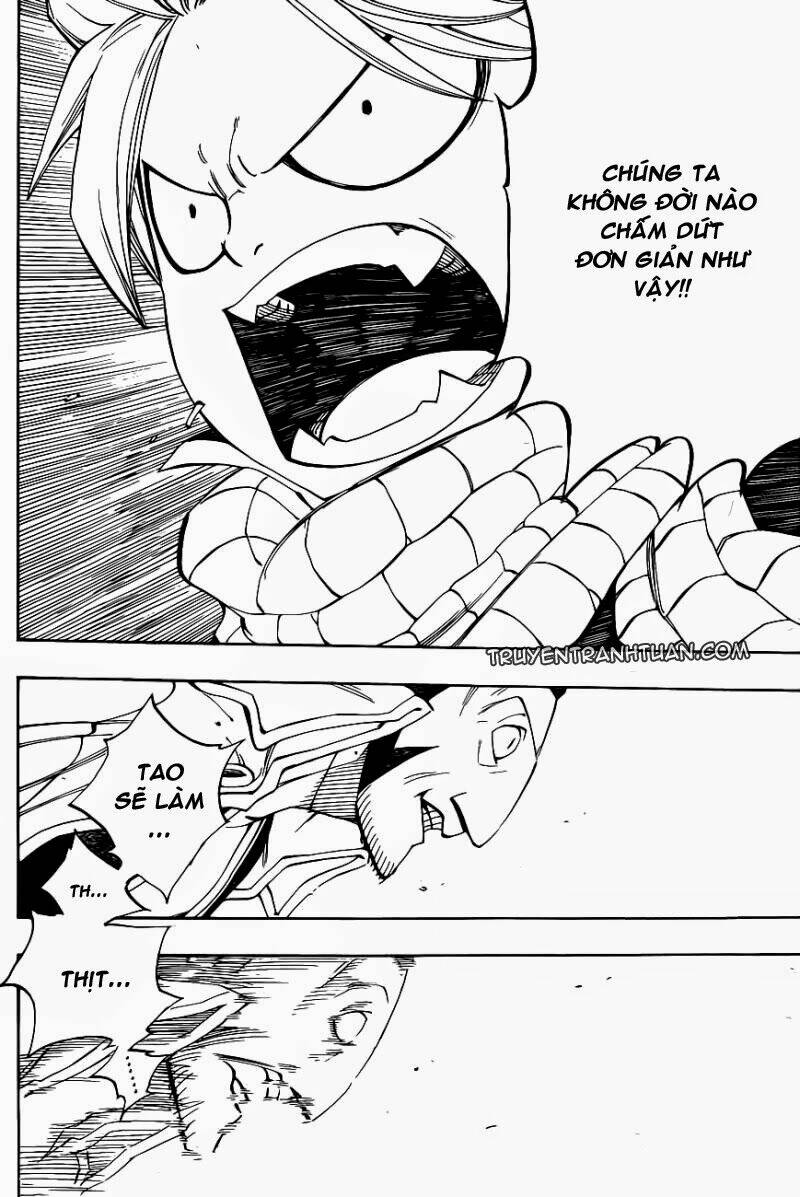 CHÚNG TA
KHÔNG ĐỜI NÀO
CHẤM DỨT
ĐƠN GIẢN NHƯ
VẬY!!
TRUYENTRANHTUAN.COM
TAO
SẼ LÀM
...
TH...
THỊT...
......